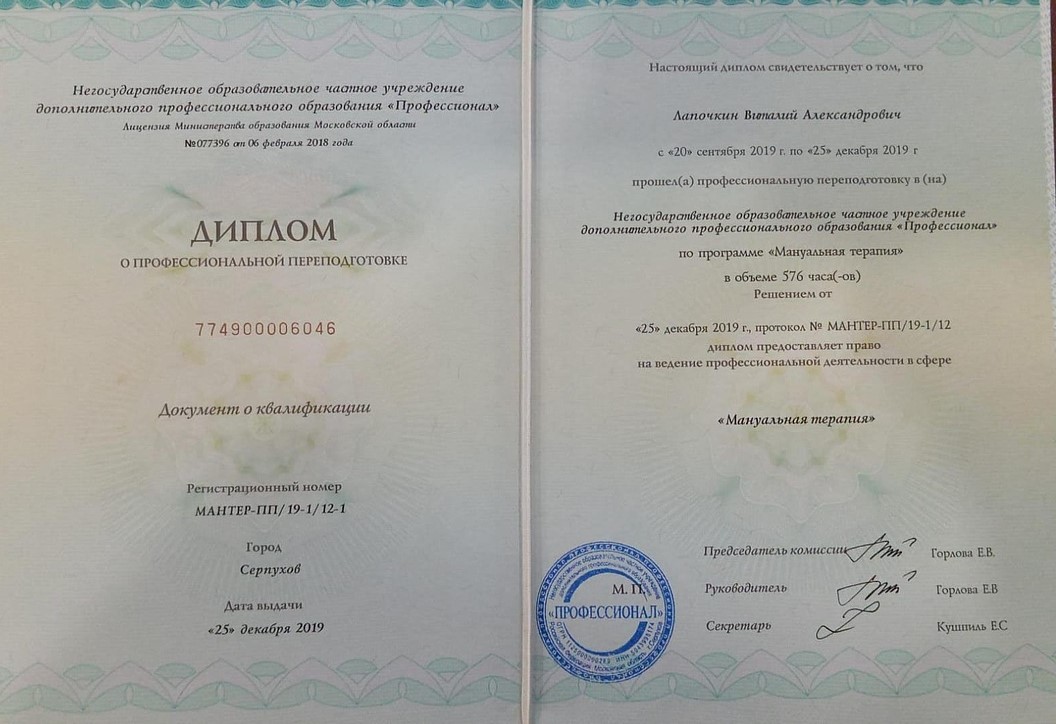 Негосударственное образовательное частное учреждение
дополнительного профессионального образования «Профессионал»
Лицензия Министерства образования Московской области
№077396 от 06 февраля 2018 года
ДИПЛОМ
О ПРОФЕССИОНАЛЬНОЙ ПЕРЕПОДГОТОВКЕ
774900006046
Документ о квалификации
Регистрационный номер
МАНТЕР-ПП/19-1/12-1
Город
Серпухов
Дата выдачи
«25» декабря 2019
Настоящий диплом свидетельствует о том, что
Лапочкин Виталий Александрович
с «20» сентября 2019 г. по «25» декабря 2019 г
прошел(а) профессиональную переподготовку в (на)
Негосударственное образовательное частное учреждение
дополнительного профессионального образования «Профессионал»
по программе «Мануальная терапия»
в объеме 576 часа(-ов)
Решением от
«25» декабря 2019 г., протокол № МАНТЕР-ПП/19-1/12
диплом предоставляет право
на ведение профессиональной деятельности в сфере
«Мануальная терапия»
Председатель комиссии Горлова Е.В.
М. П.
Руководитель Горлова Е.В
«ПРОФЕССИОНАЛ»
Секретарь Кушпиль Е.С